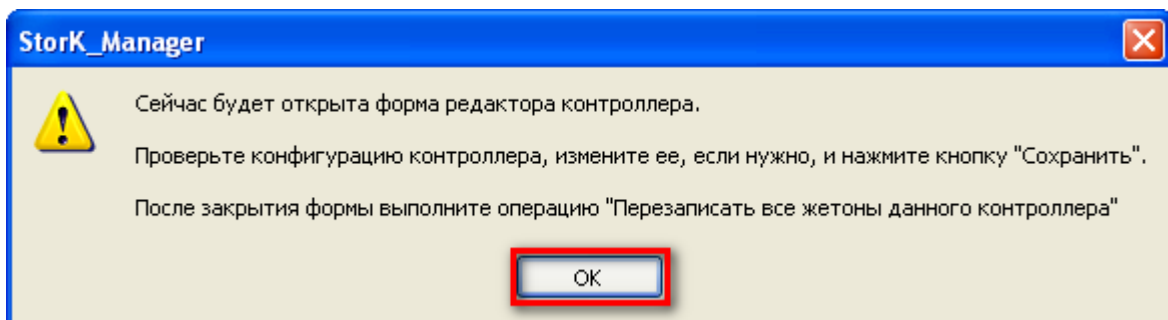 StorK_Manager
Сейчас будет открыта форма редактора контроллера.
Проверьте конфигурацию контроллера, измените ее, если нужно, и нажмите кнопку "Сохранить".
После закрытия формы выполните операцию "Перезаписать все жетоны данного контроллера"
OK